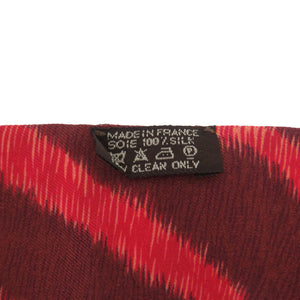 MADE IN FRANCE
SOIE 100% SILK
CLEAN ONLY